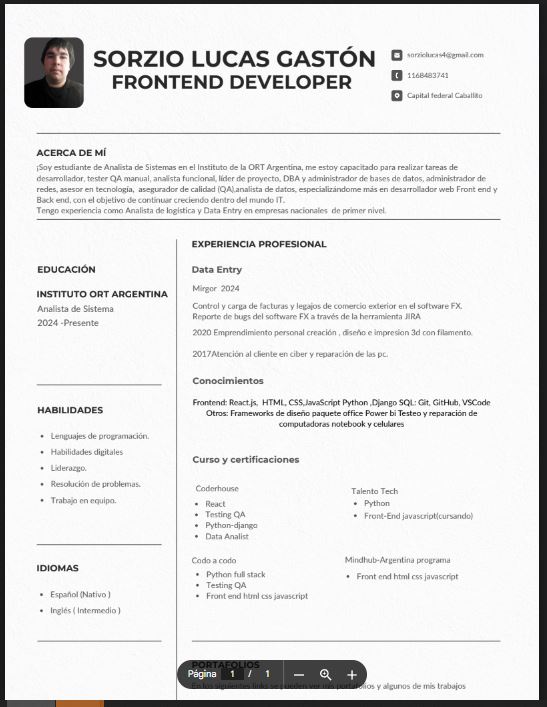 SORZIO LUCAS GASTÓN
FRONTEND DEVELOPER
sorziolucas4@gmail.com
1168483741
Capital federal Caballito
ACERCA DE MÍ
¡Soy estudiante de Analista de Sistemas en el Instituto de la ORT Argentina, me estoy capacitado para realizar tareas de
desarrollador, tester QA manual, analista funcional, líder de proyecto, DBA y administrador de bases de datos, administrador de
redes, asesor en tecnología, asegurador de calidad (QA),analista de datos, especializándome más en desarrollador web Front end y
Back end, con el objetivo de continuar creciendo dentro del mundo IT.
Tengo experiencia como Analista de logistica y Data Entry en empresas nacionales de primer nivel.
EDUCACIÓN
INSTITUTO ORT ARGENTINA
Analista de Sistema
2024 -Presente
HABILIDADES
Lenguajes de programación.
Habilidades digitales
Liderazgo.
Resolución de problemas.
Trabajo en equipo.
IDIOMAS
Español (Nativo )
Inglés ( Intermedio )
EXPERIENCIA PROFESIONAL
Data Entry
Mirgor 2024
Control y carga de facturas y legajos de comercio exterior en el software FX.
Reporte de bugs del software FX a través de la herramienta JIRA
2020 Emprendimiento personal creación , diseño e impresion 3d con filamento.
2017Atención al cliente en ciber y reparación de las pc.
Conocimientos
Frontend: React.js, HTML, CSS,JavaScript Python ,Django SQL: Git, GitHub, VSCode
Otros: Frameworks de diseño paquete office Power bi Testeo y reparación de
computadoras notebook y celulares
Curso y certificaciones
Coderhouse
React
Testing QA
Python-django
Data Analist
Talento Tech
Python
Front-End javascript(cursando)
Codo a codo
Python full stack
Testing QA
Front end html css javascript
Mindhub-Argentina programa
Front end html css javascript
PORTAFOLIOS
En los siguientes links se pueden ver mis portafolios y algunos de mis trabajos
Página 1 / 1